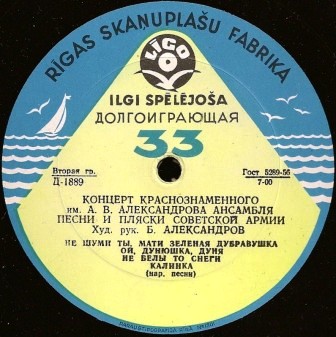 RĪGAS SKAŅUPLAŠU FABRIKA
LĪGO
ILGI SPĒLĒJOŠA
ДОЛГОИГРАЮЩАЯ
33
Вторая гр.
Д-1889
Гост 5289-56
7-00
КОНЦЕРТ КРАСНОЗНАМЕННОГО
им. А. В. АЛЕКСАНДРОВА АНСАМБЛЯ
ПЕСНИ И ПЛЯСКИ СОВЕТСКОЙ АРМИИ
Худ. рук. Б. АЛЕКСАНДРОВ
НЕ ШУМИ ТЫ, МАТИ ЗЕЛЕНАЯ ДУБРАВУШКА
ОЙ, ДУНЮШКА, ДУНЯ
НЕ БЕЛЫ ТО СНЕГИ
КАЛИНКА
(нар. песни)